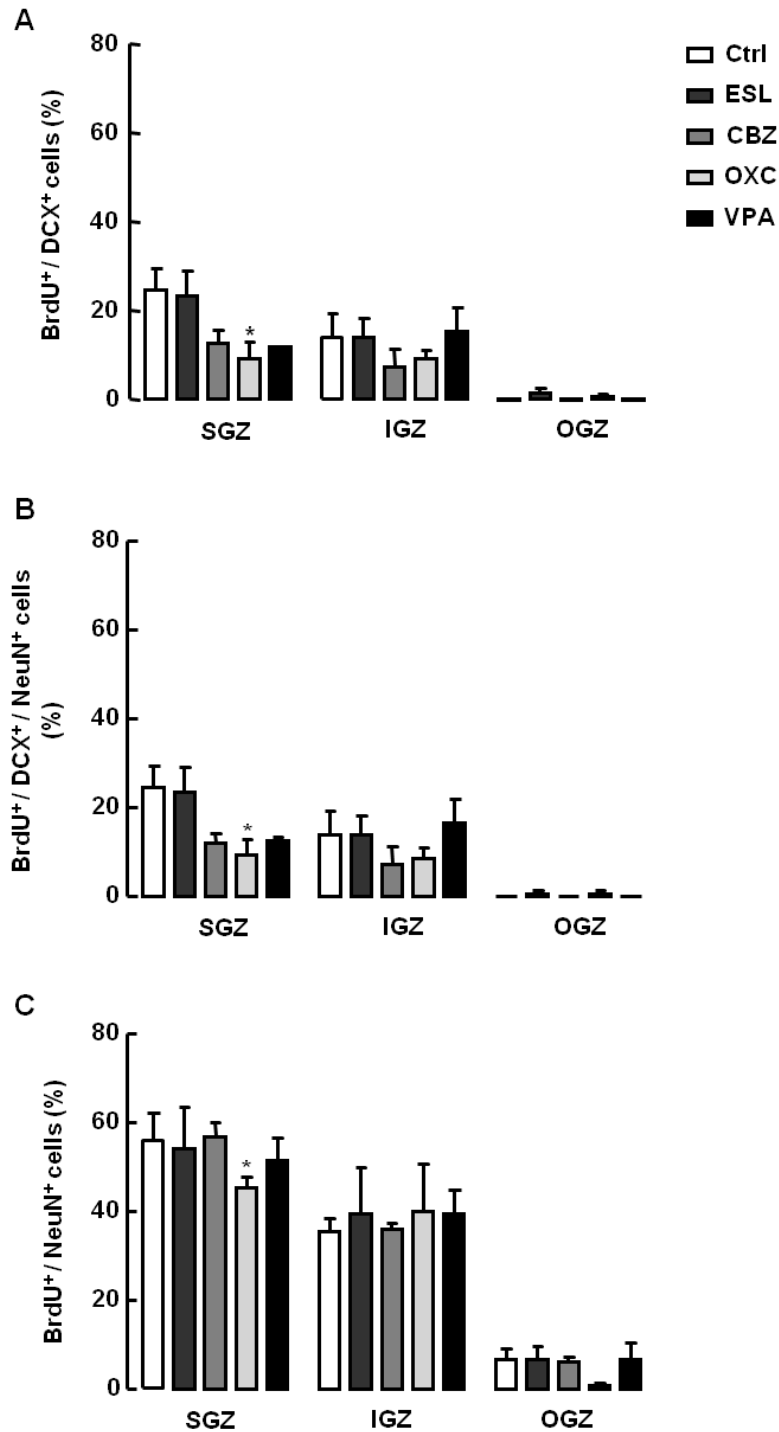 A
BrdU⁺ / DCX⁺ cells (%)
80
60
40
20
0
*
SGZ
IGZ
OGZ
Ctrl
ESL
CBZ
OXC
VPA
B
BrdU⁺ / DCX⁺ / NeuN⁺ cells
(%)
80
60
40
20
0
*
SGZ
IGZ
OGZ
C
BrdU⁺ / NeuN⁺ cells (%)
80
60
40
20
0
*
SGZ
IGZ
OGZ